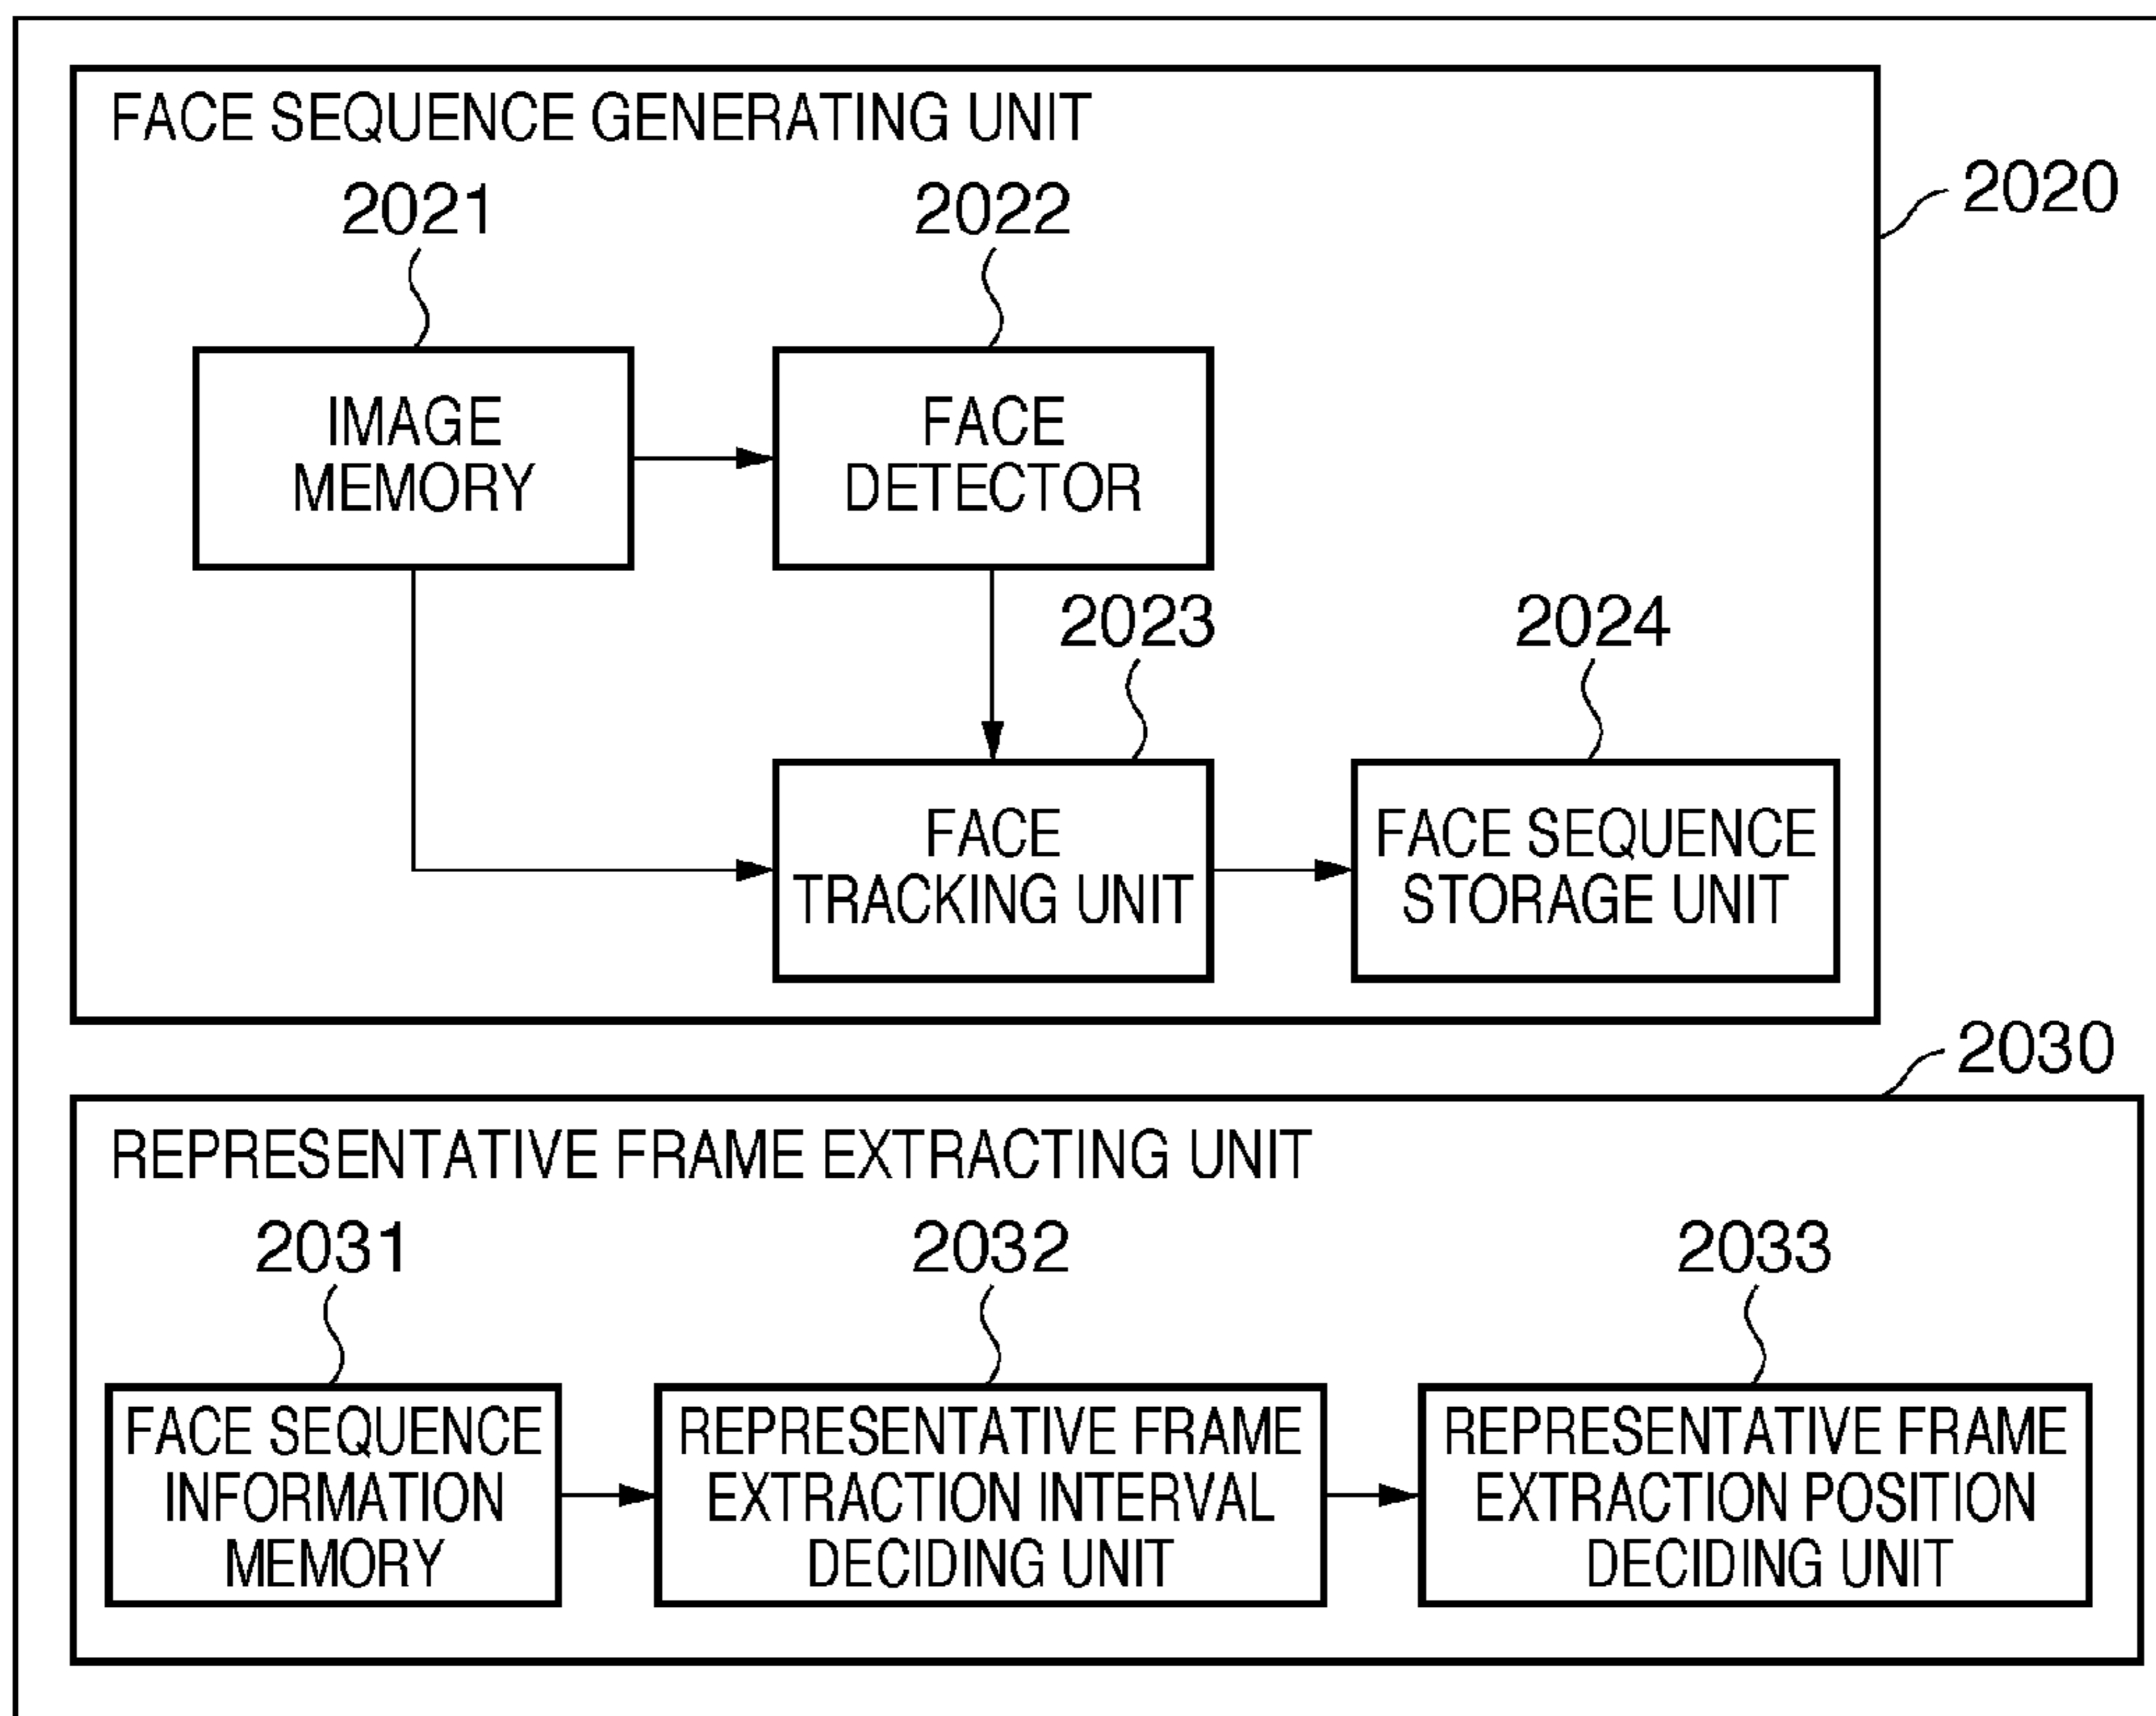 FACE SEQUENCE GENERATING UNIT
2020
2021
2022
IMAGE
MEMORY
FACE
DETECTOR
2023
2024
FACE
TRACKING UNIT
FACE SEQUENCE
STORAGE UNIT
2030
REPRESENTATIVE FRAME EXTRACTING UNIT
2031
2032
2033
FACE SEQUENCE
INFORMATION
MEMORY
REPRESENTATIVE FRAME
EXTRACTION INTERVAL
DECIDING UNIT
REPRESENTATIVE FRAME
EXTRACTION POSITION
DECIDING UNIT